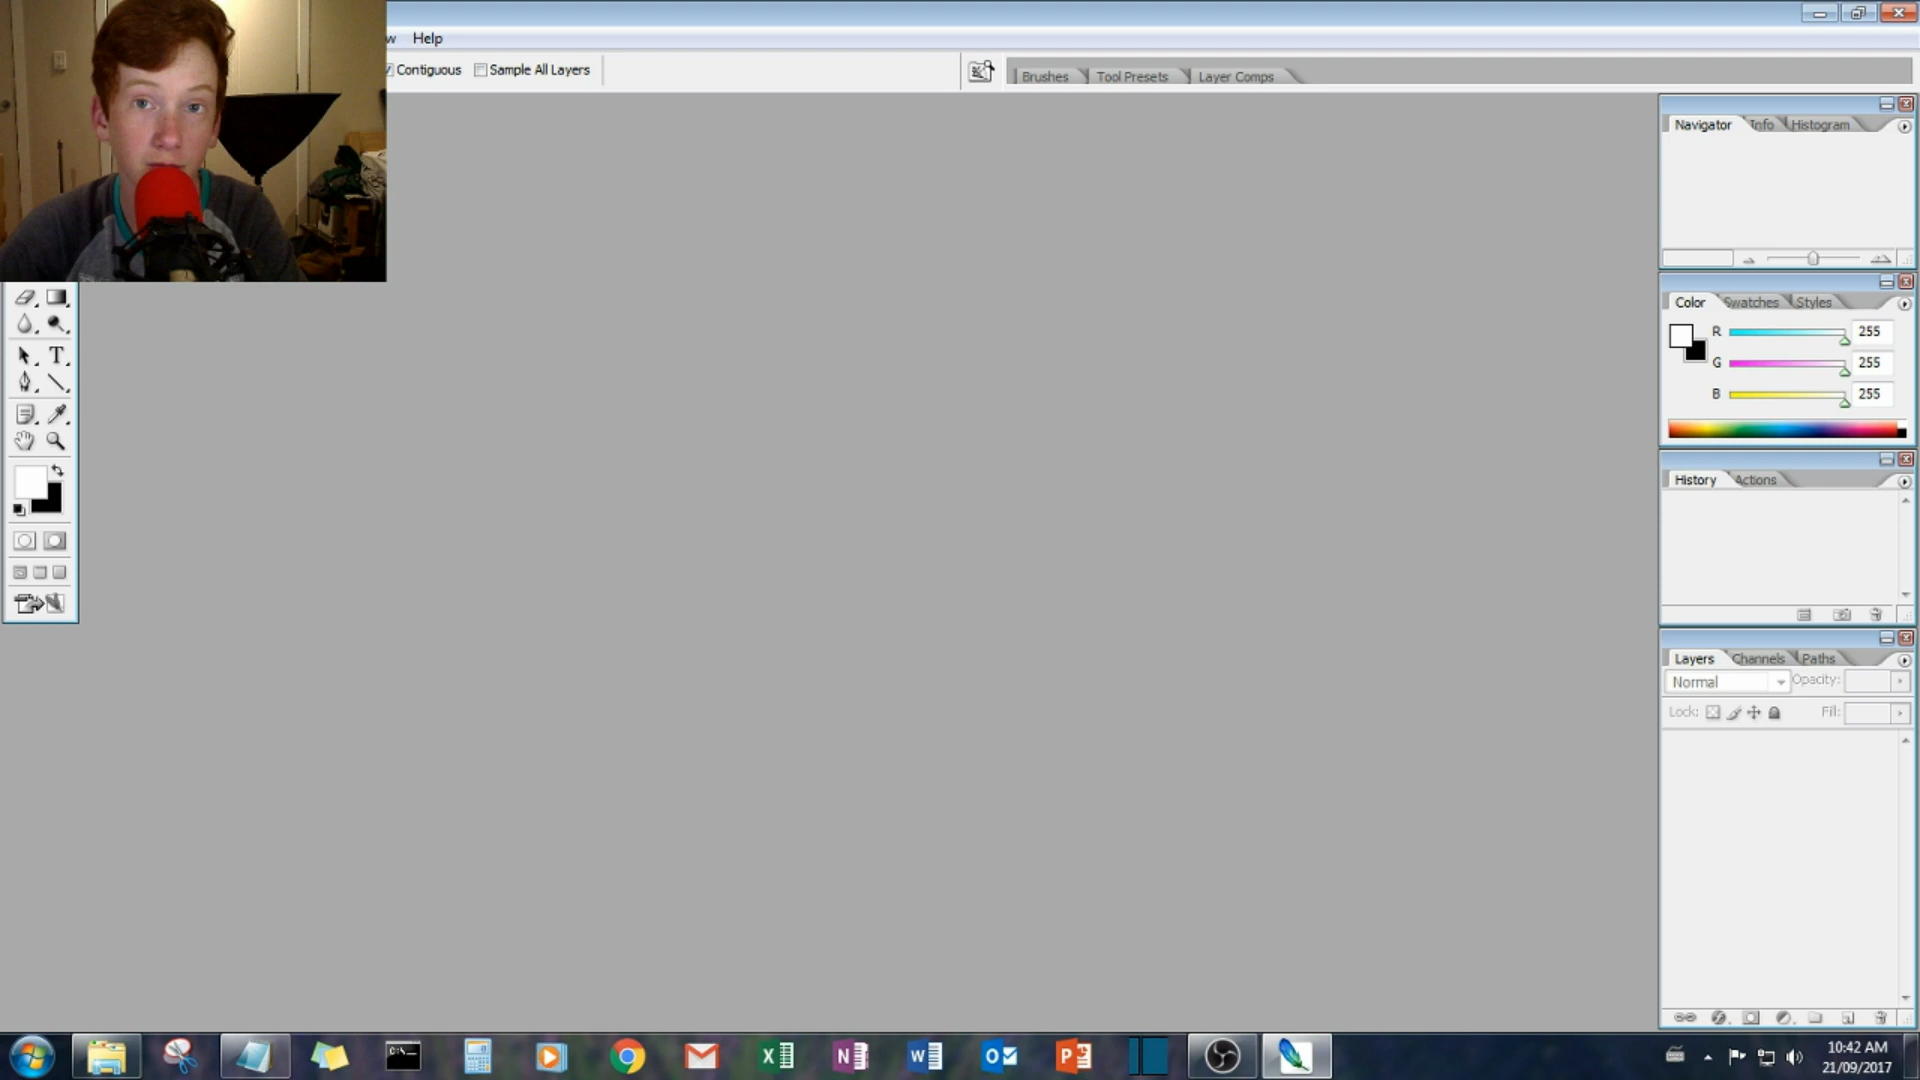 w Help
Contiguous Sample All Layers
Brushes Tool Presets Layer Comps
Navigator Info Histogram
Color Swatches Styles
R 255
G 255
B 255
History Actions
Layers Channels Paths
Normal Opacity:
Lock: Fill:
T
C:\_
X N W O P
10:42 AM
21/09/2017